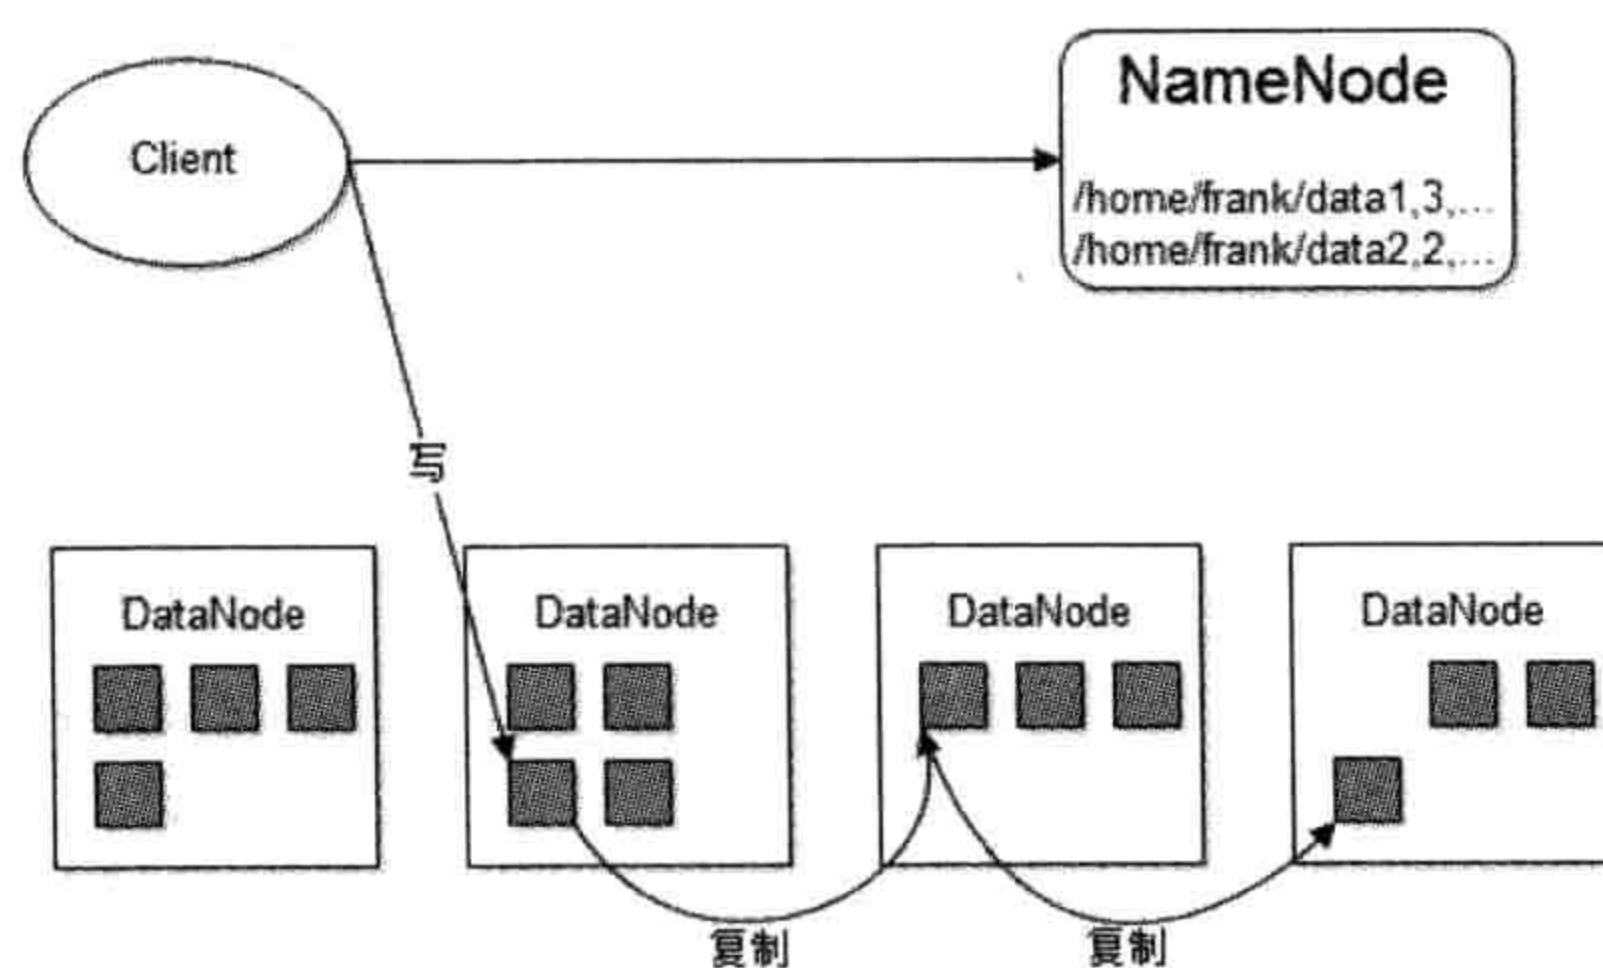 Client
NameNode
/home/frank/data1,3,...
/home/frank/data2,2,...
写
DataNode
DataNode
DataNode
DataNode
复制
复制